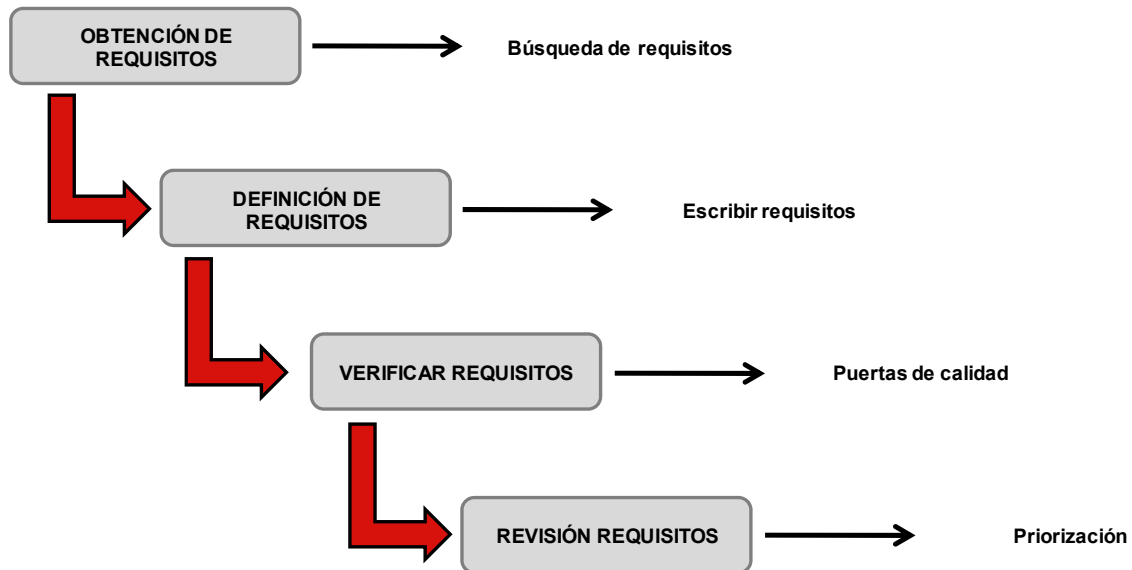 OBTENCIÓN DE
REQUISITOS
Búsqueda de requisitos
DEFINICIÓN DE
REQUISITOS
Escribir requisitos
VERIFICAR REQUISITOS
Puertas de calidad
REVISIÓN REQUISITOS
Priorización